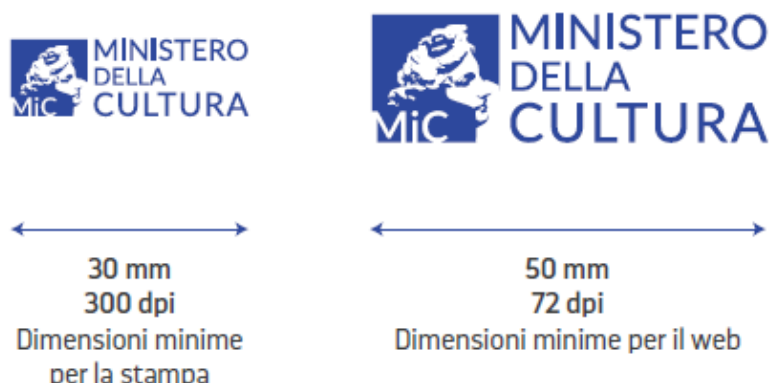 MiC
MINISTERO
DELLA
CULTURA
30 mm
300 dpi
Dimensioni minime
per la stampa
MiC
MINISTERO
DELLA
CULTURA
50 mm
72 dpi
Dimensioni minime per il web